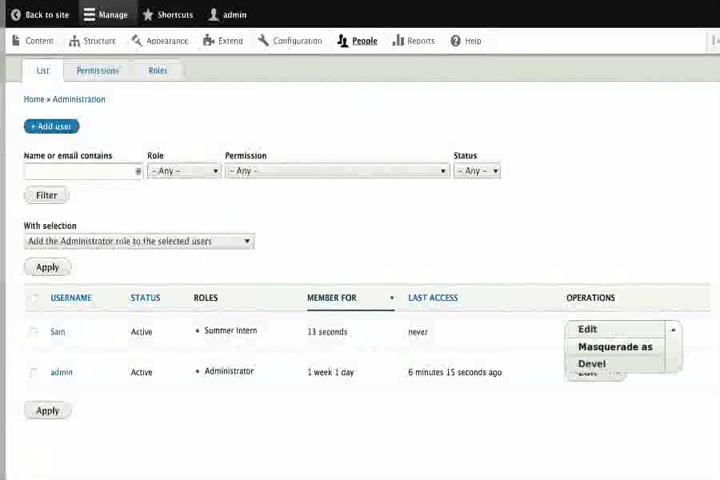 Back to site Manage Shortcuts admin
Content Structure Appearance Extend Configuration People Reports Help
List Permissions Roles
Home » Administration
+ Add user
Name or email contains Role Permission Status
- Any - - Any - - Any -
Filter
With selection
Add the Administrator role to the selected users
Apply
USERNAME STATUS ROLES MEMBER FOR LAST ACCESS OPERATIONS
Sam Active • Summer Intern 13 seconds never Edit
Masquerade as
Devel
admin Active • Administrator 1 week 1 day 6 minutes 15 seconds ago Edit
Apply